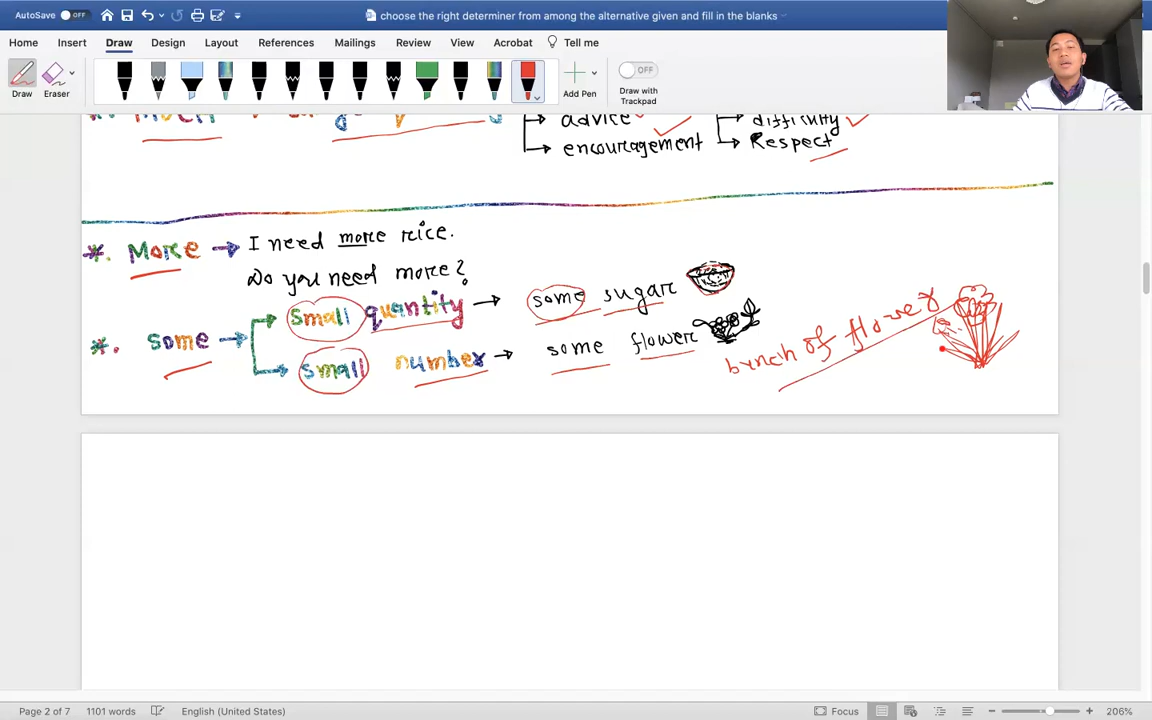 AutoSave OFF choose the right determiner from among the alternative given and fill in the blanks
Home Insert Draw Design Layout References Mailings Review View Acrobat Tell me
Draw Eraser Add Pen OFF Draw with Trackpad
advice difficulty
encouragement Respect
*. More I need more rice.
Do you need more?
small quantity some sugar
*. some
small number some flower bunch of flower
Page 2 of 7 1101 words English (United States) Focus 206%